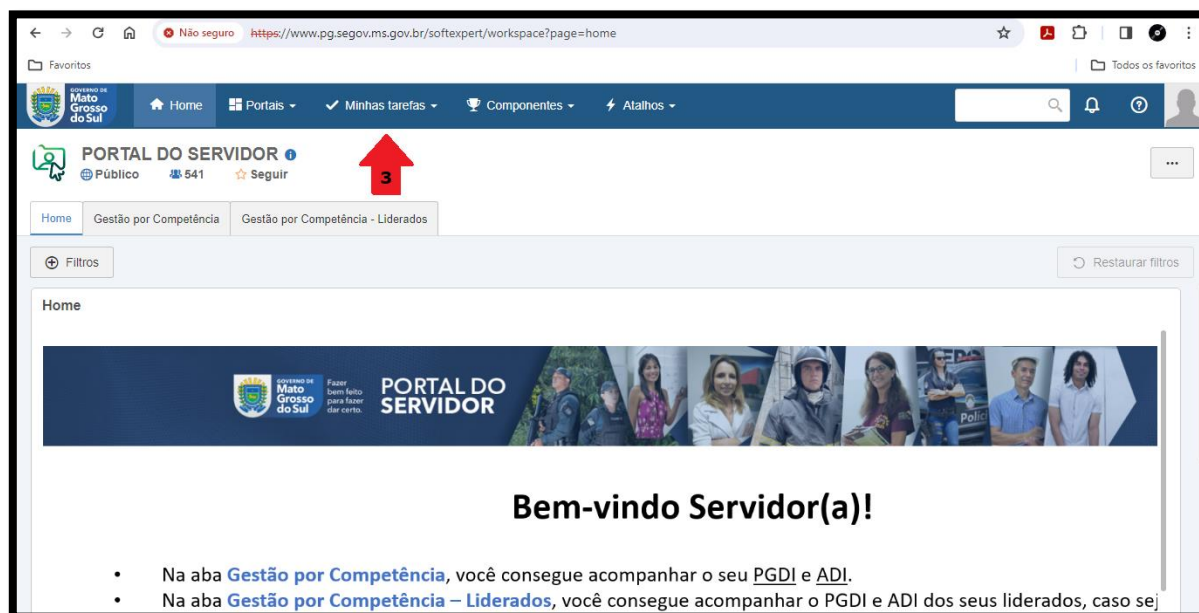 Não seguro https://www.pg.segov.ms.gov.br/softexpert/workspace?page=home
Favoritos Todos os favoritos
GOVERNO DE Mato Grosso do Sul Home Portais Minhas tarefas Componentes Atalhos
PORTAL DO SERVIDOR
Público 541 Seguir
3
Home Gestão por Competência Gestão por Competência - Liderados
Filtros Restaurar filtros
Home
GOVERNO DE Mato Grosso do Sul
Fazer bem feito para fazer dar certo.
PORTAL DO
SERVIDOR
Polici
Bem-vindo Servidor(a)!
• Na aba Gestão por Competência, você consegue acompanhar o seu PGDI e ADI.
• Na aba Gestão por Competência – Liderados, você consegue acompanhar o PGDI e ADI dos seus liderados, caso sej